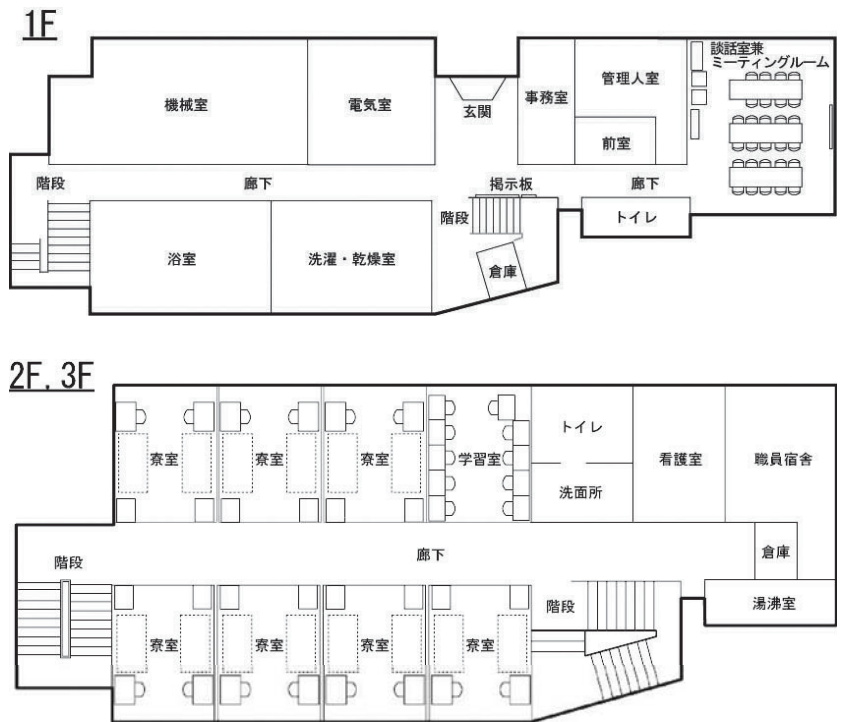 1F
機械室
電気室
玄関
事務室
管理人室
前室
談話室兼
ミーティングルーム
階段
廊下
掲示板
廊下
階段
トイレ
浴室
洗濯・乾燥室
倉庫
2F, 3F
寮室
寮室
寮室
学習室
トイレ
洗面所
看護室
職員宿舎
階段
廊下
倉庫
階段
湯沸室
寮室
寮室
寮室